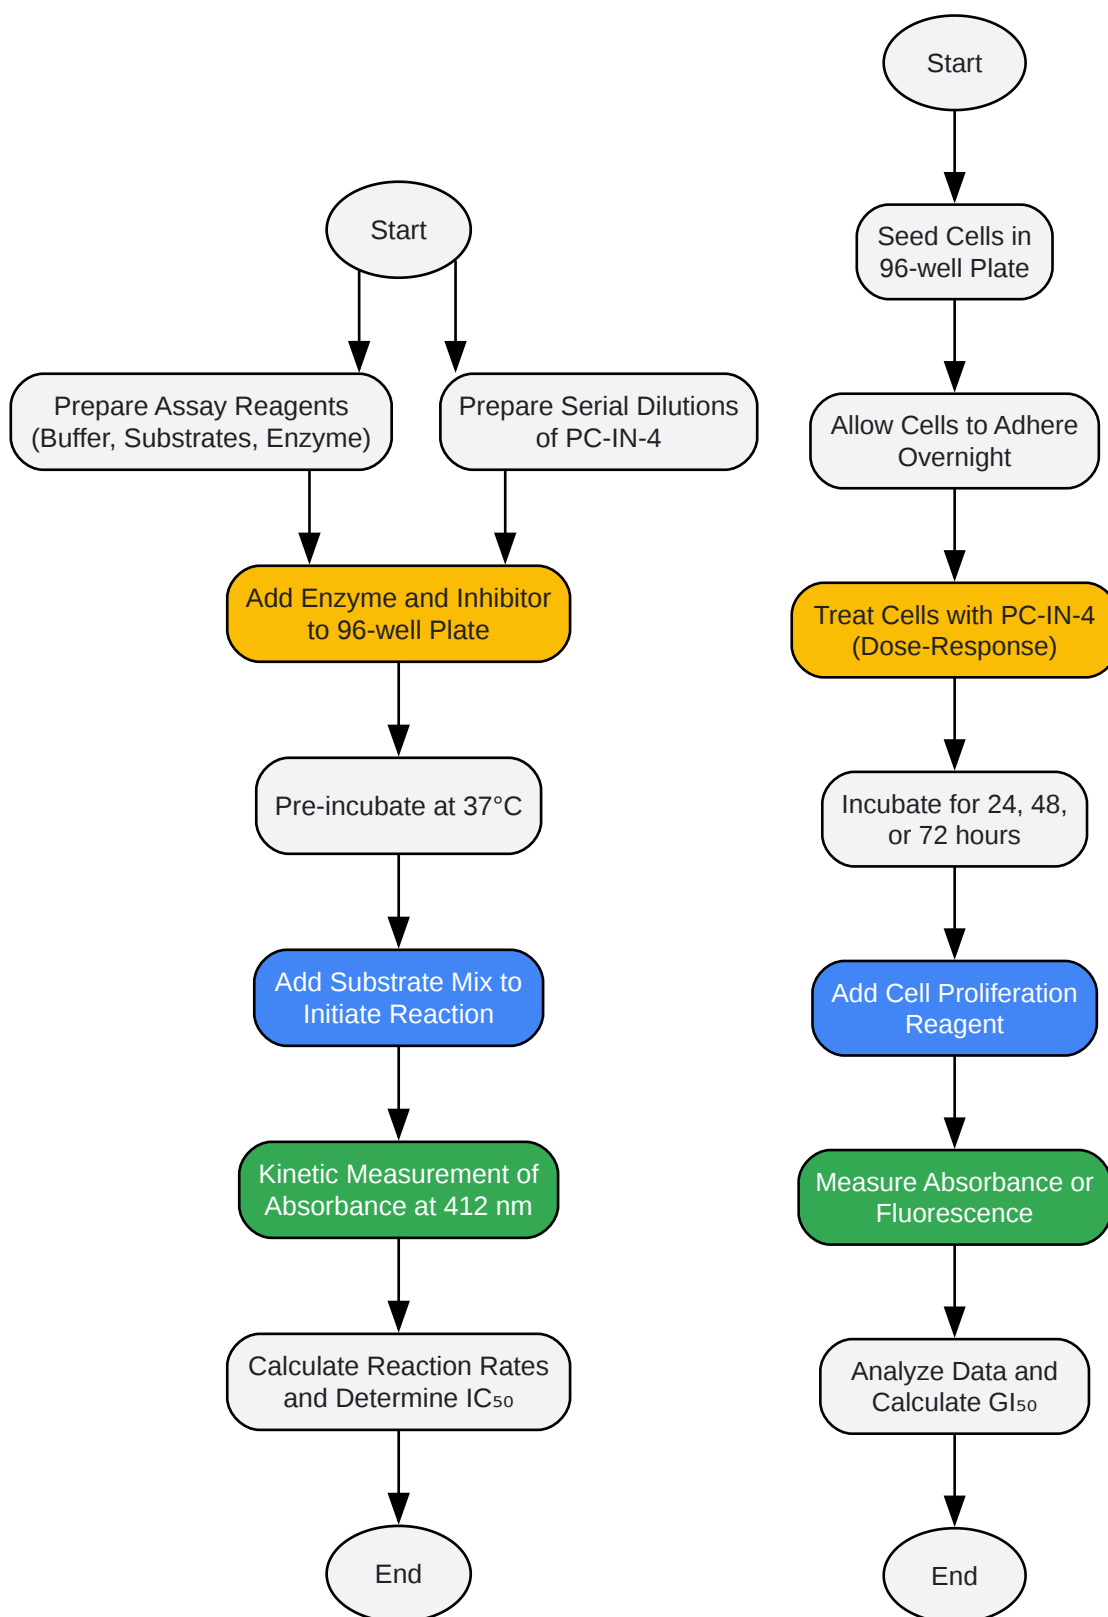 Start
Prepare Assay Reagents
(Buffer, Substrates, Enzyme)
Prepare Serial Dilutions
of PC-IN-4
Add Enzyme and Inhibitor
to 96-well Plate
Pre-incubate at 37°C
Add Substrate Mix to
Initiate Reaction
Kinetic Measurement of
Absorbance at 412 nm
Calculate Reaction Rates
and Determine IC₅₀
End
Start
Seed Cells in
96-well Plate
Allow Cells to Adhere
Overnight
Treat Cells with PC-IN-4
(Dose-Response)
Incubate for 24, 48,
or 72 hours
Add Cell Proliferation
Reagent
Measure Absorbance or
Fluorescence
Analyze Data and
Calculate GI₅₀
End